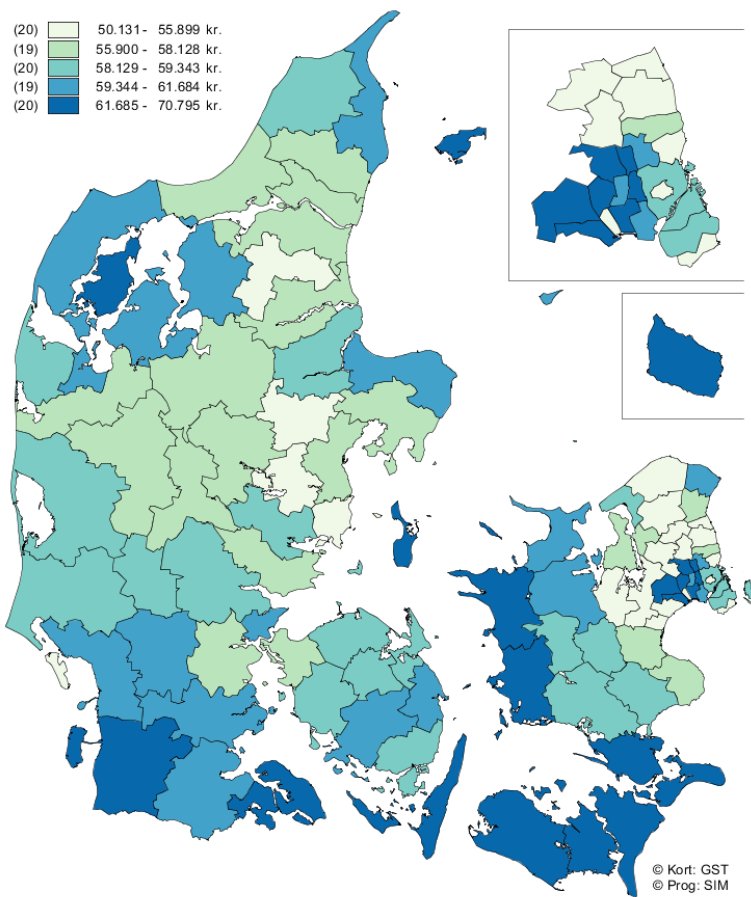 (20) 50.131- 55.899 kr.
(19) 55.900 - 58.128 kr.
(20) 58.129 - 59.343 kr.
(19) 59.344 - 61.684 kr.
(20) 61.685 - 70.795 kr.
© Kort: GST
© Prog: SIM